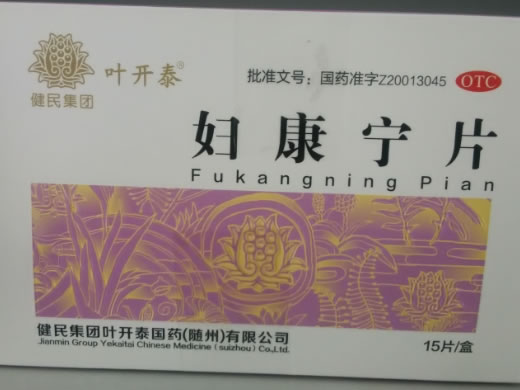 叶开泰®
健民集团
批准文号：国药准字Z20013045 OTC
妇康宁片
Fukangning Pian
健民集团叶开泰国药(随州)有限公司
Jianmin Group Yekaitai Chinese Medicine (suizhou) Co.,Ltd.
15片/盒